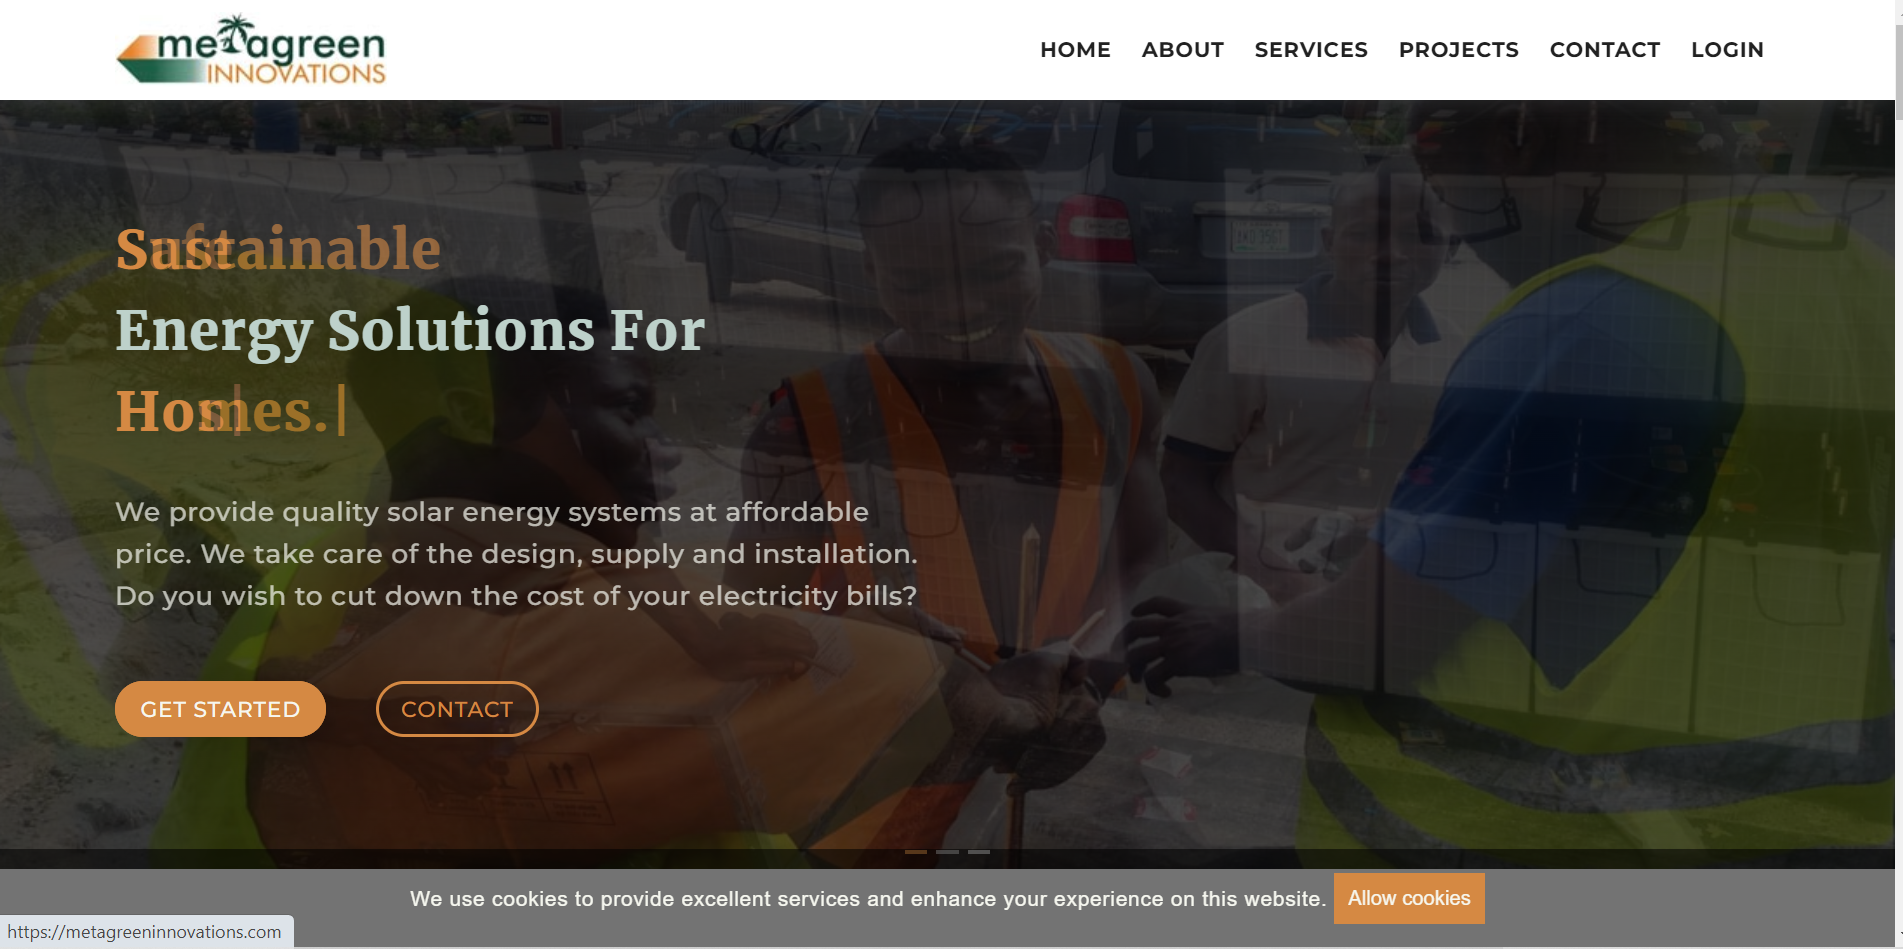 metagreen
INNOVATIONS
HOME ABOUT SERVICES PROJECTS CONTACT LOGIN
Sustainable
Energy Solutions For
Homes.|
We provide quality solar energy systems at affordable
price. We take care of the design, supply and installation.
Do you wish to cut down the cost of your electricity bills?
GET STARTED CONTACT
We use cookies to provide excellent services and enhance your experience on this website. Allow cookies
https://metagreeninnovations.com